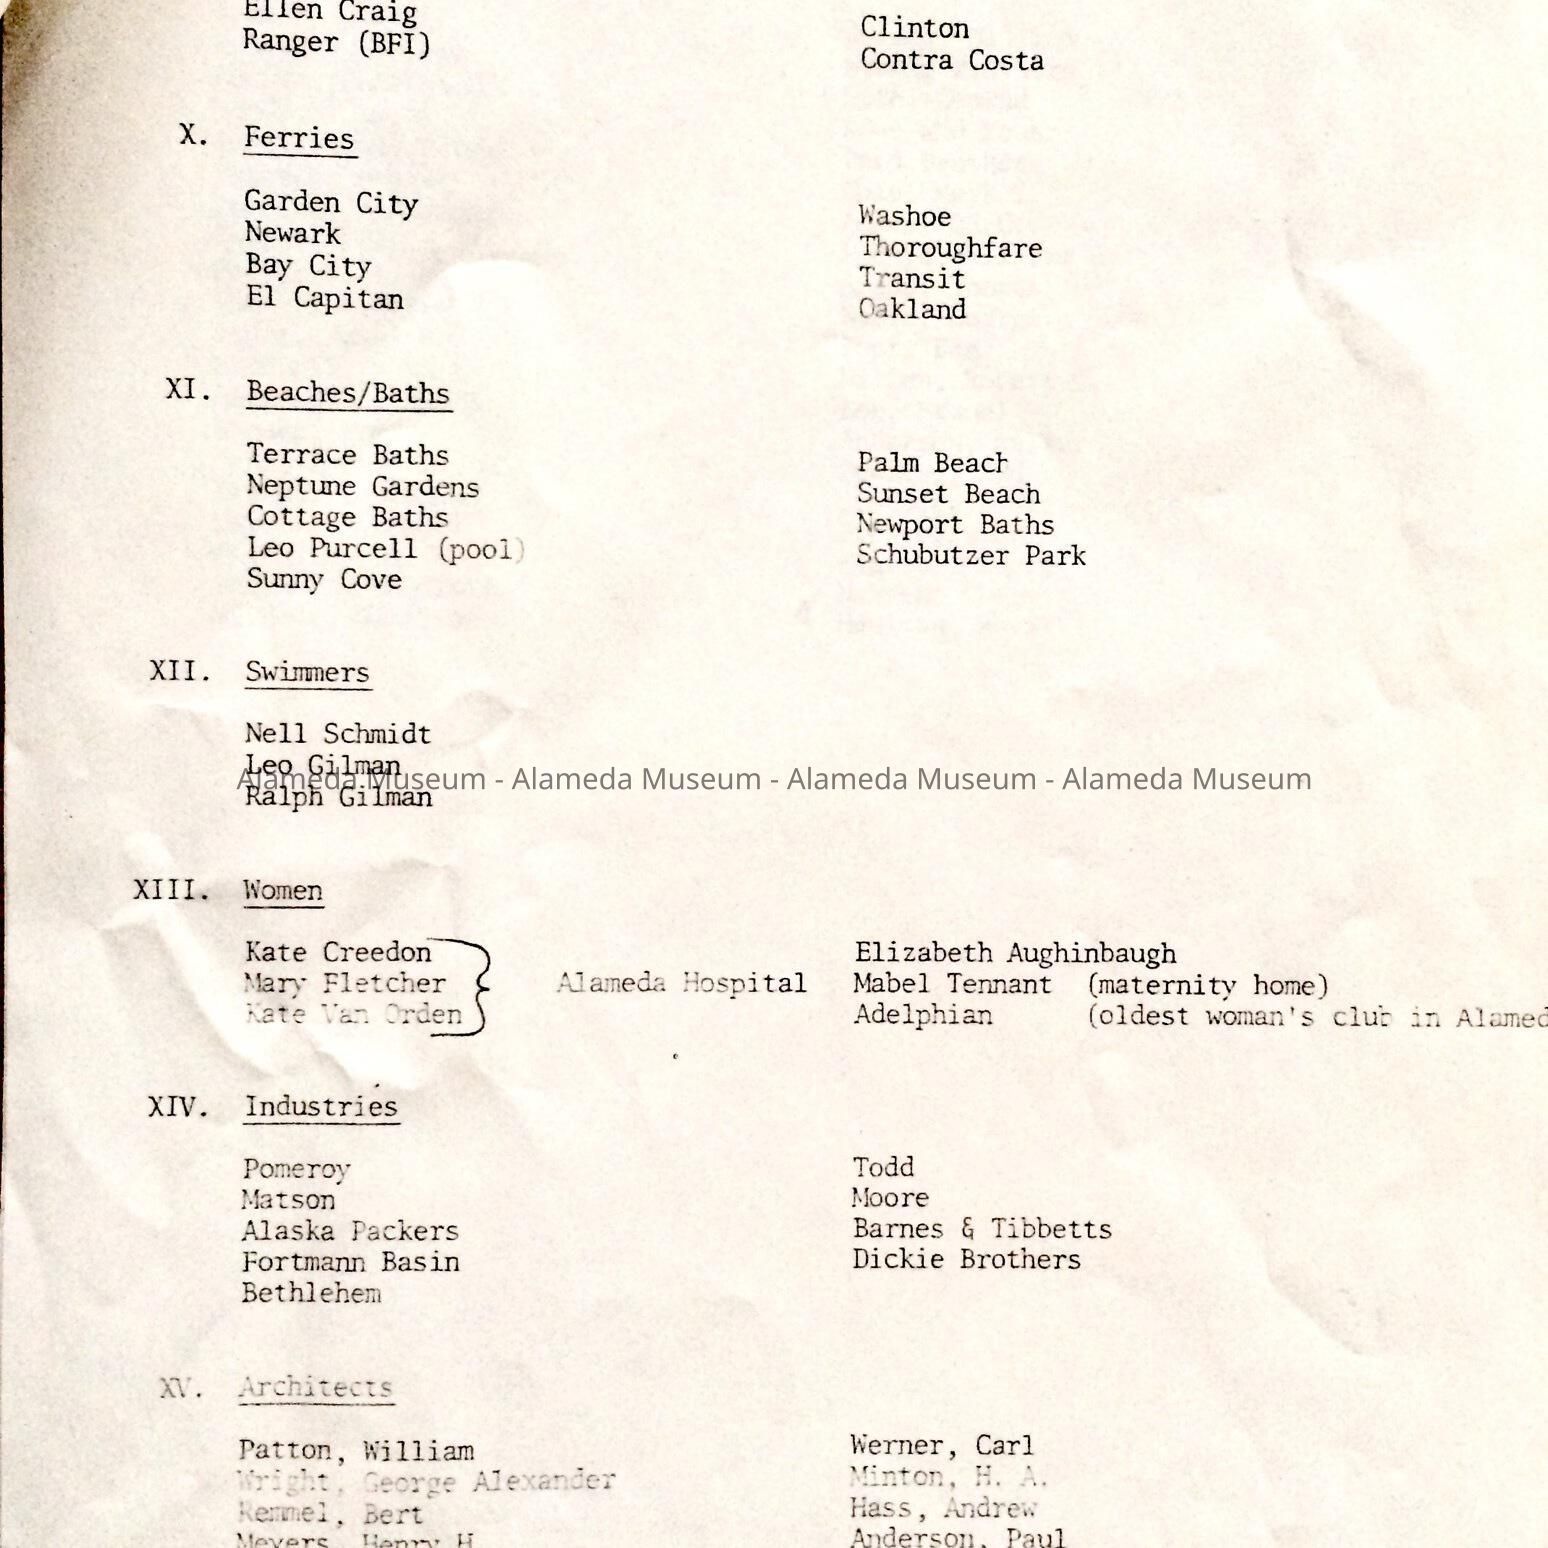 Ellen Craig
Ranger (BFI)
Clinton
Contra Costa
X. Ferries
Garden City
Newark
Bay City
El Capitan
Washoe
Thoroughfare
Transit
Oakland
XI. Beaches/Baths
Terrace Baths
Neptune Gardens
Cottage Baths
Leo Purcell (pool)
Sunny Cove
Palm Beach
Sunset Beach
Newport Baths
Schubutzer Park
XII. Swimmers
Nell Schmidt
Leo Gilman
Alameda Museum - Alameda Museum - Alameda Museum - Alameda Museum
Ralph Gilman
XIII. Women
Kate Creedon
Mary Fletcher
Kate Van Orden
Alameda Hospital
Elizabeth Aughinbaugh
Mabel Tennant (maternity home)
Adelphian (oldest woman's club in Alamed
XIV. Industries
Pomeroy
Matson
Alaska Packers
Fortmann Basin
Bethlehem
Todd
Moore
Barnes & Tibbetts
Dickie Brothers
XV. Architects
Patton, William
Wright, George Alexander
Remmel, Bert
Meyers, Henry H
Werner, Carl
Minton, H. A.
Hass, Andrew
Anderson, Paul